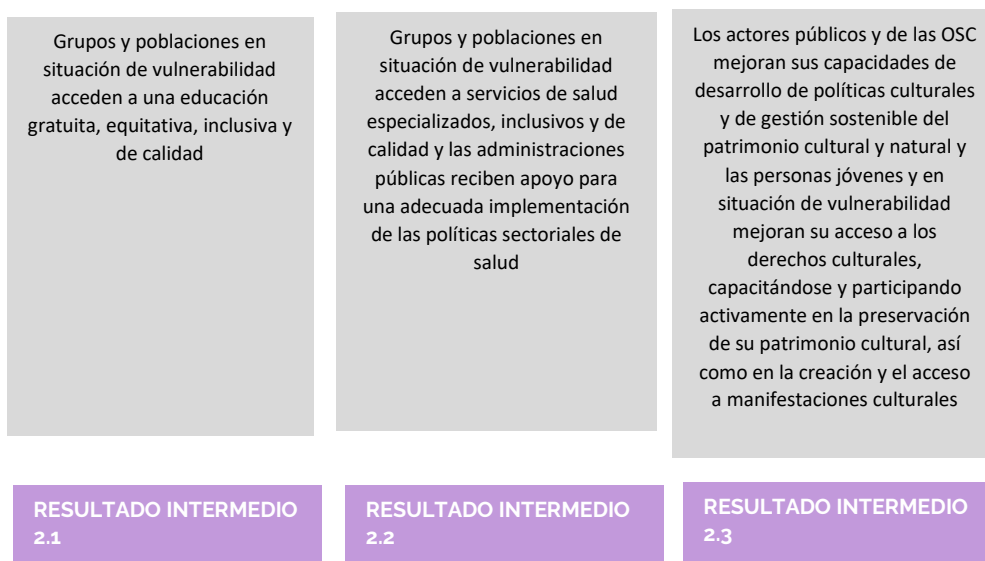 Grupos y poblaciones en
situación de vulnerabilidad
acceden a una educación
gratuita, equitativa, inclusiva y
de calidad
Grupos y poblaciones en
situación de vulnerabilidad
acceden a servicios de salud
especializados, inclusivos y de
calidad y las administraciones
públicas reciben apoyo para
una adecuada implementación
de las políticas sectoriales de
salud
Los actores públicos y de las OSC
mejoran sus capacidades de
desarrollo de políticas culturales
y de gestión sostenible del
patrimonio cultural y natural y
las personas jóvenes y en
situación de vulnerabilidad
mejoran su acceso a los
derechos culturales,
capacitándose y participando
activamente en la preservación
de su patrimonio cultural, así
como en la creación y el acceso
a manifestaciones culturales
RESULTADO INTERMEDIO
2.1
RESULTADO INTERMEDIO
2.2
RESULTADO INTERMEDIO
2.3